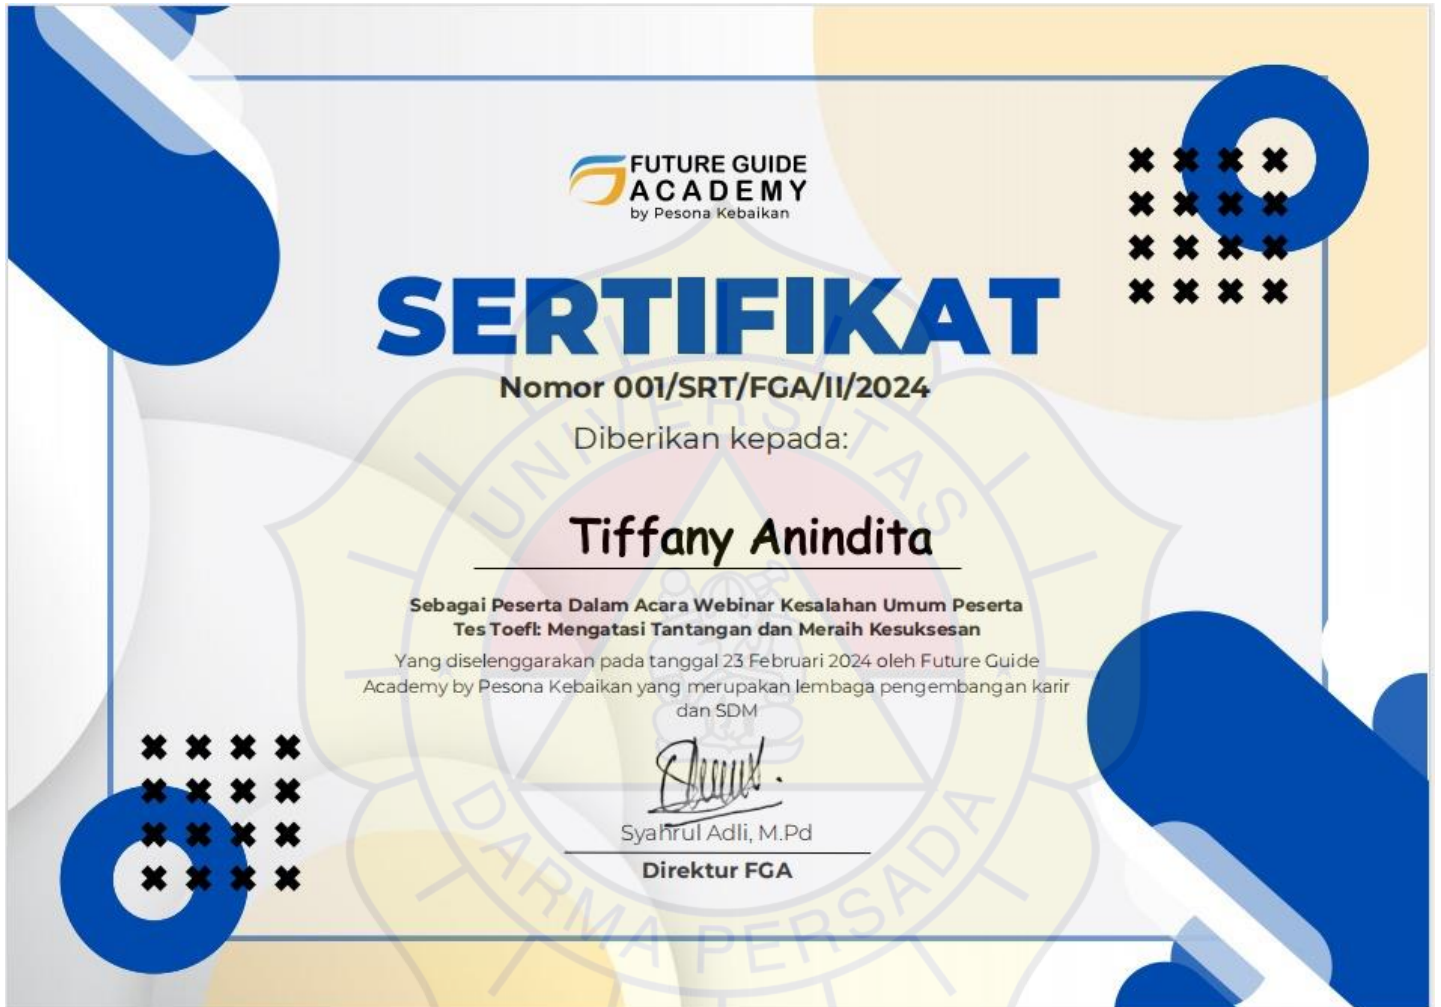 FUTURE GUIDE
ACADEMY
by Pesona Kebaikan
SERTIFIKAT
Nomor 001/SRT/FGA/II/2024
Diberikan kepada:
Tiffany Anindita
Sebagai Peserta Dalam Acara Webinar Kesalahan Umum Peserta
Tes Toefl: Mengatasi Tantangan dan Meraih Kesuksesan
Yang diselenggarakan pada tanggal 23 Februari 2024 oleh Future Guide
Academy by Pesona Kebaikan yang merupakan lembaga pengembangan karir
dan SDM
Syahrul Adli, M.Pd
Direktur FGA
UNIVERSITAS
DARMA PERSADA